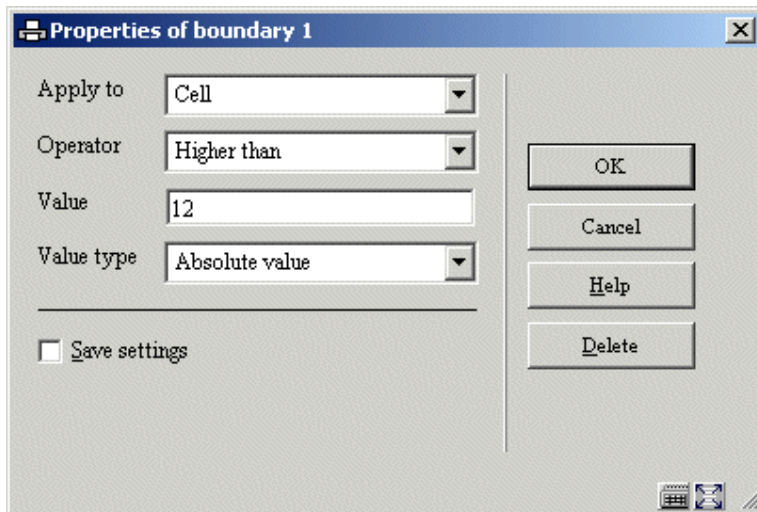 Properties of boundary 1
Apply to
Cell
Operator
Higher than
Value
12
Value type
Absolute value
Save settings
OK
Cancel
Help
Delete